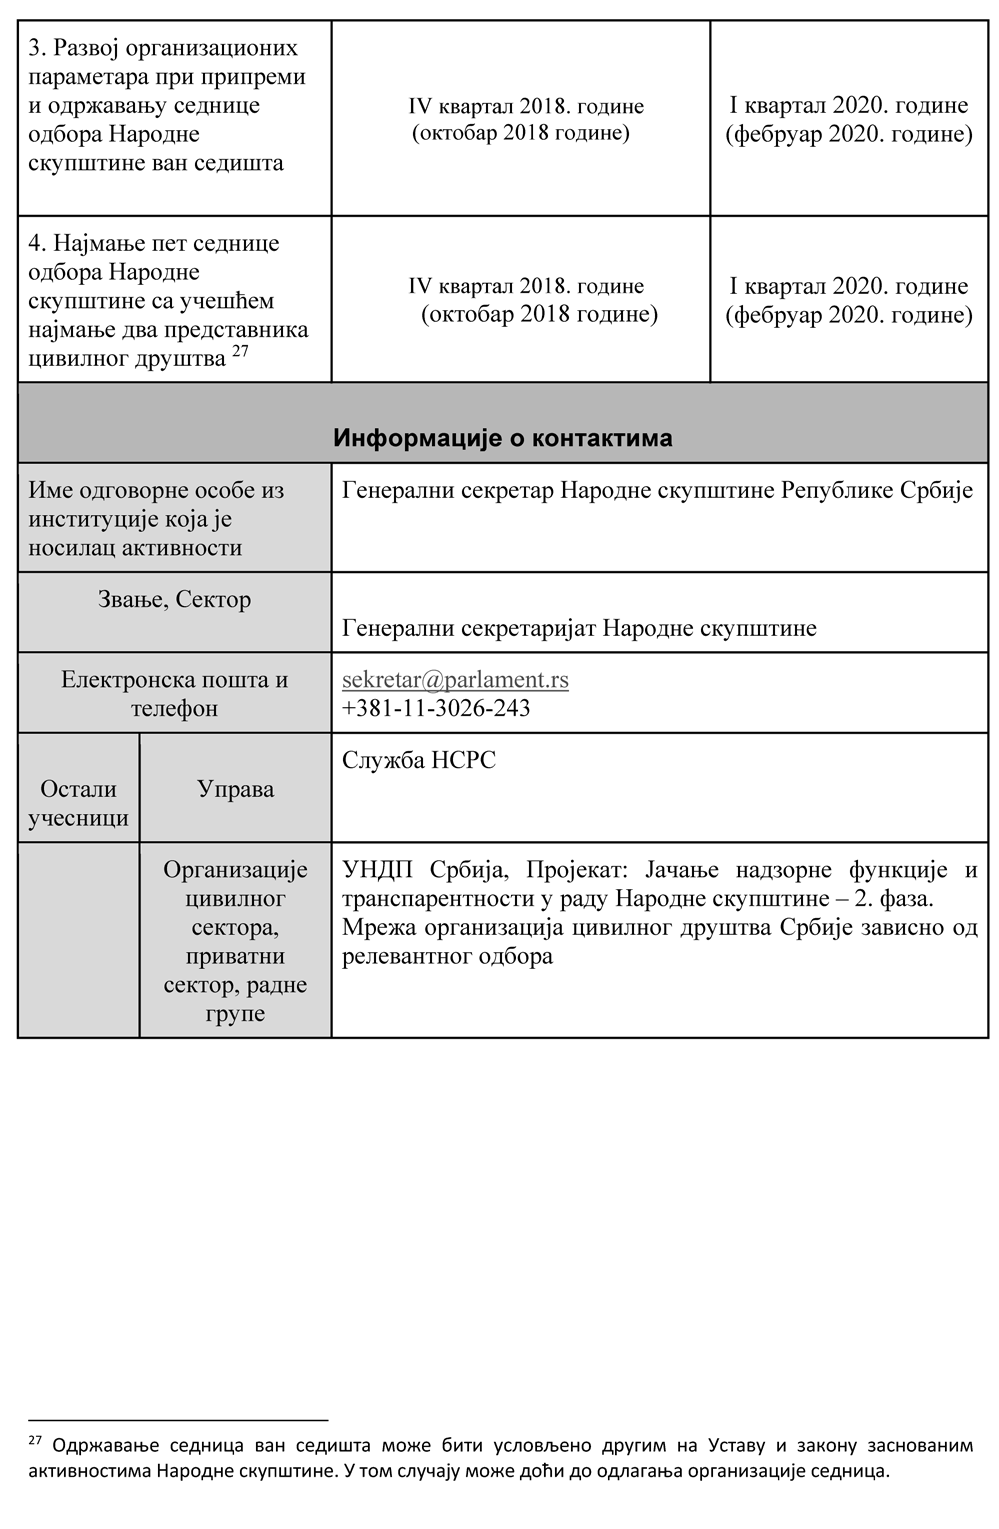 3. Развој организационих
параметара при припреми
и одржавању седнице
одбора Народне
скупштине ван седишта
IV квартал 2018. године
(октобар 2018 године)
I квартал 2020. године
(фебруар 2020. године)
4. Најмање пет седнице
одбора Народне
скупштине са учешћем
најмање два представника
цивилног друштва 27
IV квартал 2018. године
(октобар 2018 године)
I квартал 2020. године
(фебруар 2020. године)
Информације о контактима
Име одговорне особе из
институције која је
носилац активности
Генерални секретар Народне скупштине Републике Србије
Звање, Сектор
Генерални секретаријат Народне скупштине
Електронска пошта и
телефон
sekretar@parlament.rs
+381-11-3026-243
Остали
учесници
Управа
Служба НСРС
Организације
цивилног
сектора,
приватни
сектор, радне
групе
УНДП Србија, Пројекат: Јачање надзорне функције и
транспарентности у раду Народне скупштине – 2. фаза.
Мрежа организација цивилног друштва Србије зависно од
релевантног одбора
27 Одржавање седница ван седишта може бити условљено другим на Уставу и закону заснованим
активностима Народне скупштине. У том случају може доћи до одлагања организације седница.